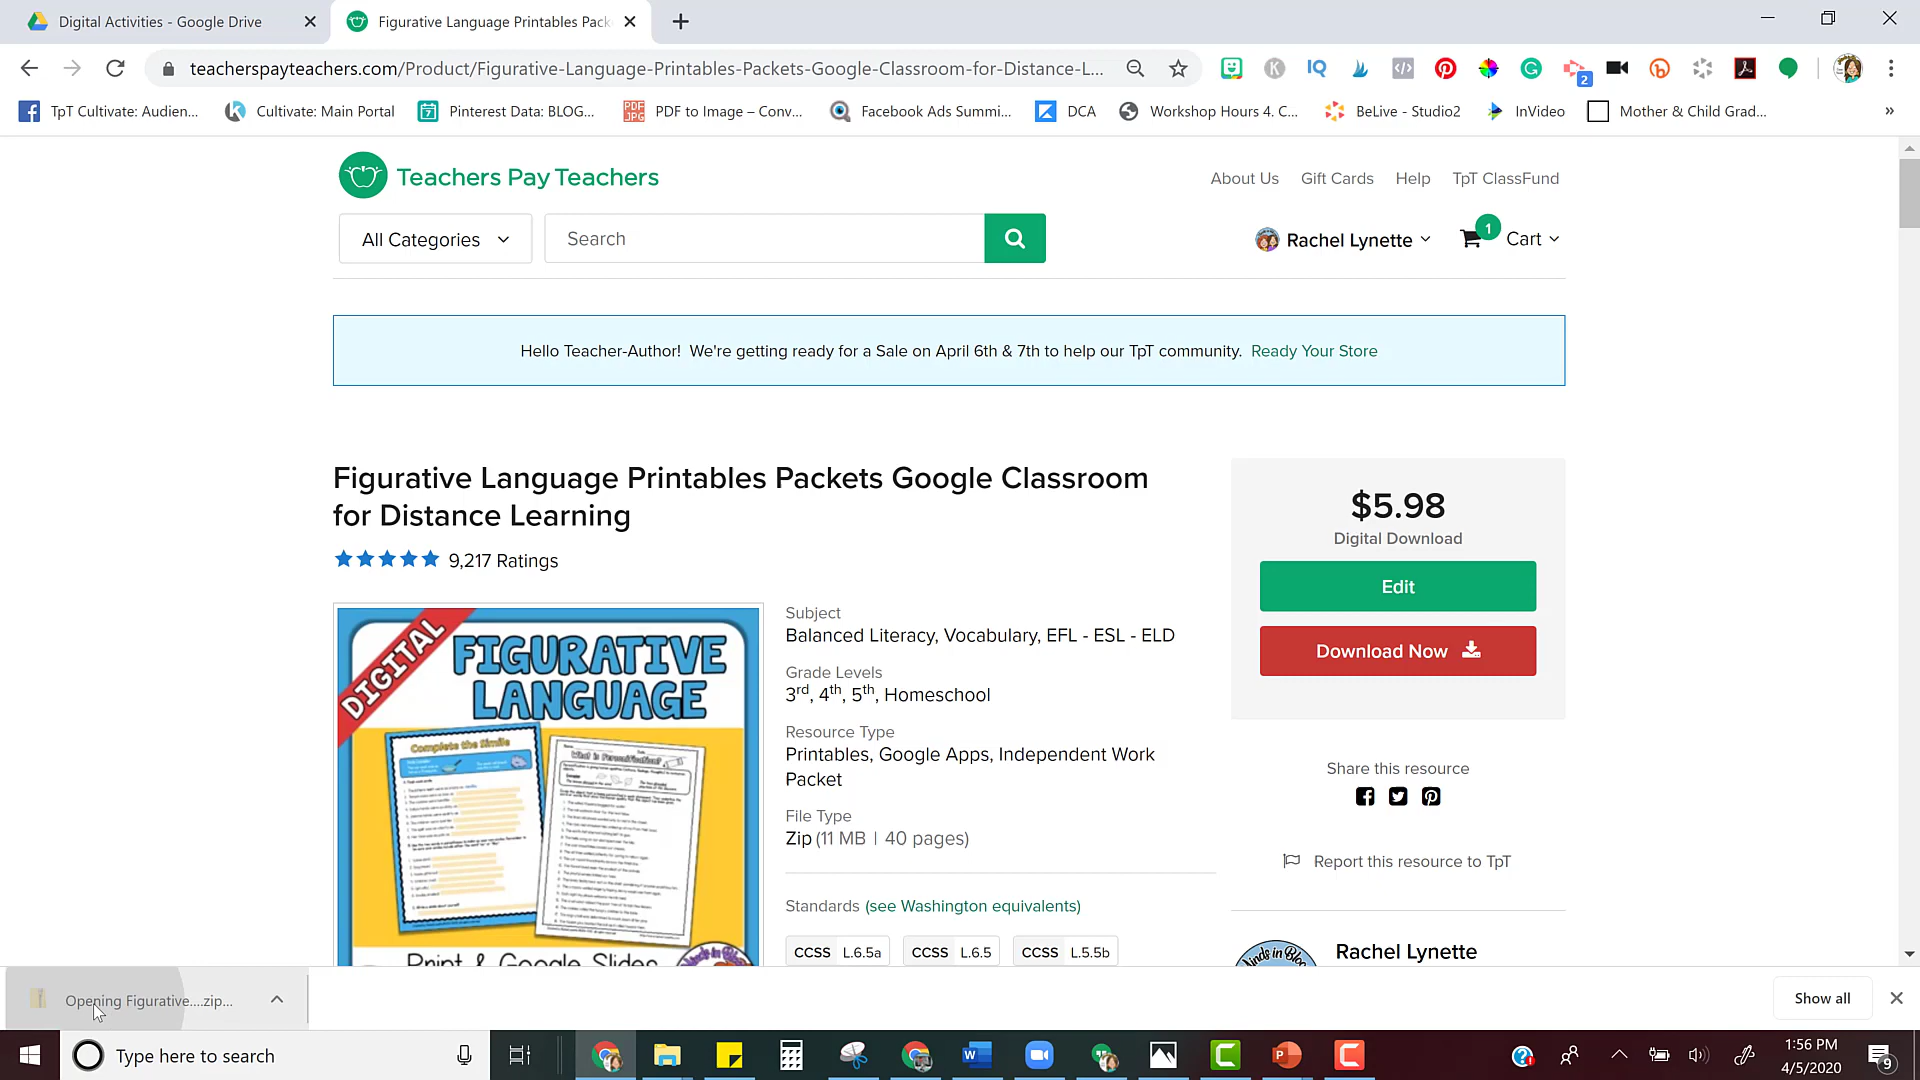 Digital Activities - Google Drive
Figurative Language Printables Pack
teacherspayteachers.com/Product/Figurative-Language-Printables-Packets-Google-Classroom-for-Distance-L...
2
TpT Cultivate: Audien...
Cultivate: Main Portal
Pinterest Data: BLOG...
PDF to Image – Conv...
Facebook Ads Summi...
DCA
Workshop Hours 4. C...
BeLive - Studio2
InVideo
Mother & Child Grad...
»
Teachers Pay Teachers
About Us
Gift Cards
Help
TpT ClassFund
All Categories
Search
Rachel Lynette
1
Cart
Hello Teacher-Author! We're getting ready for a Sale on April 6th & 7th to help our TpT community. Ready Your Store
Figurative Language Printables Packets Google Classroom
for Distance Learning
9,217 Ratings
$5.98
Digital Download
Edit
Download Now
Share this resource
Report this resource to TpT
Rachel Lynette
DIGITAL
FIGURATIVE
LANGUAGE
Complete the Simile
What is Personification?
Print & Google Slides
Subject
Balanced Literacy, Vocabulary, EFL - ESL - ELD
Grade Levels
3rd, 4th, 5th, Homeschool
Resource Type
Printables, Google Apps, Independent Work
Packet
File Type
Zip (11 MB | 40 pages)
Standards (see Washington equivalents)
CCSS L.6.5a
CCSS L.6.5
CCSS L.5.5b
Opening Figurative....zip...
Show all
Type here to search
1:56 PM
4/5/2020
9